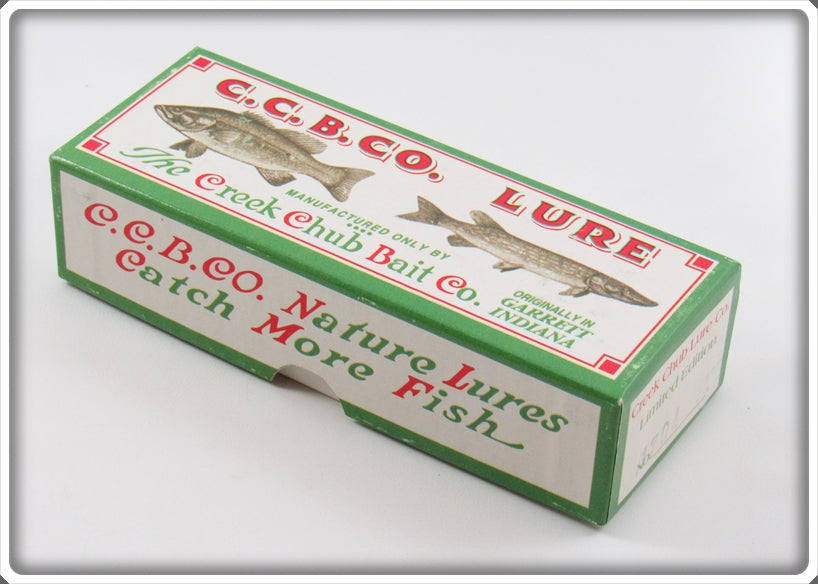 C.C.B.CO. LURE
MANUFACTURED ONLY BY
The Creek Chub Bait Co.
ORIGINALLY IN
GARRETT
INDIANA
C.C.B.CO. Nature Lures
Catch More Fish
Creek Chub Lure Co.
Limited Edition